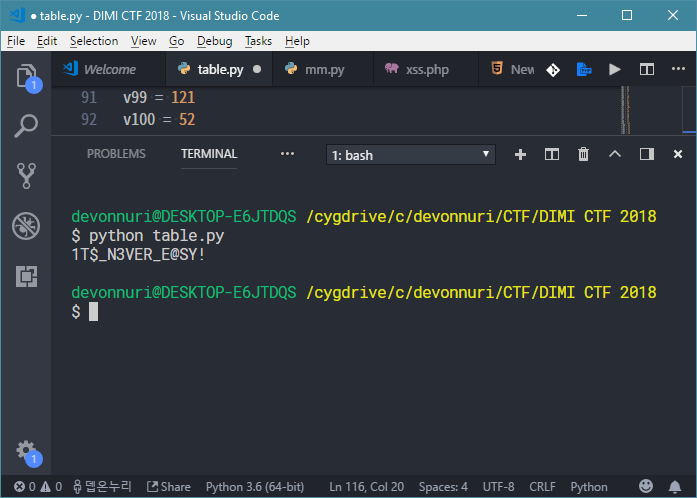 ● table.py - DIMI CTF 2018 - Visual Studio Code
File Edit Selection View Go Debug Tasks Help
Welcome table.py ● mm.py xss.php New ···
91 v99 = 121
92 v100 = 52
1
PROBLEMS TERMINAL ··· 1: bash
devonnuri@DESKTOP-E6JTDQS /cygdrive/c/devonnuri/CTF/DIMI CTF 2018
$ python table.py
1T$_N3VER_E@SY!
devonnuri@DESKTOP-E6JTDQS /cygdrive/c/devonnuri/CTF/DIMI CTF 2018
$
1
0 0 뎁온누리 Share Python 3.6 (64-bit) Ln 116, Col 20 Spaces: 4 UTF-8 CRLF Python